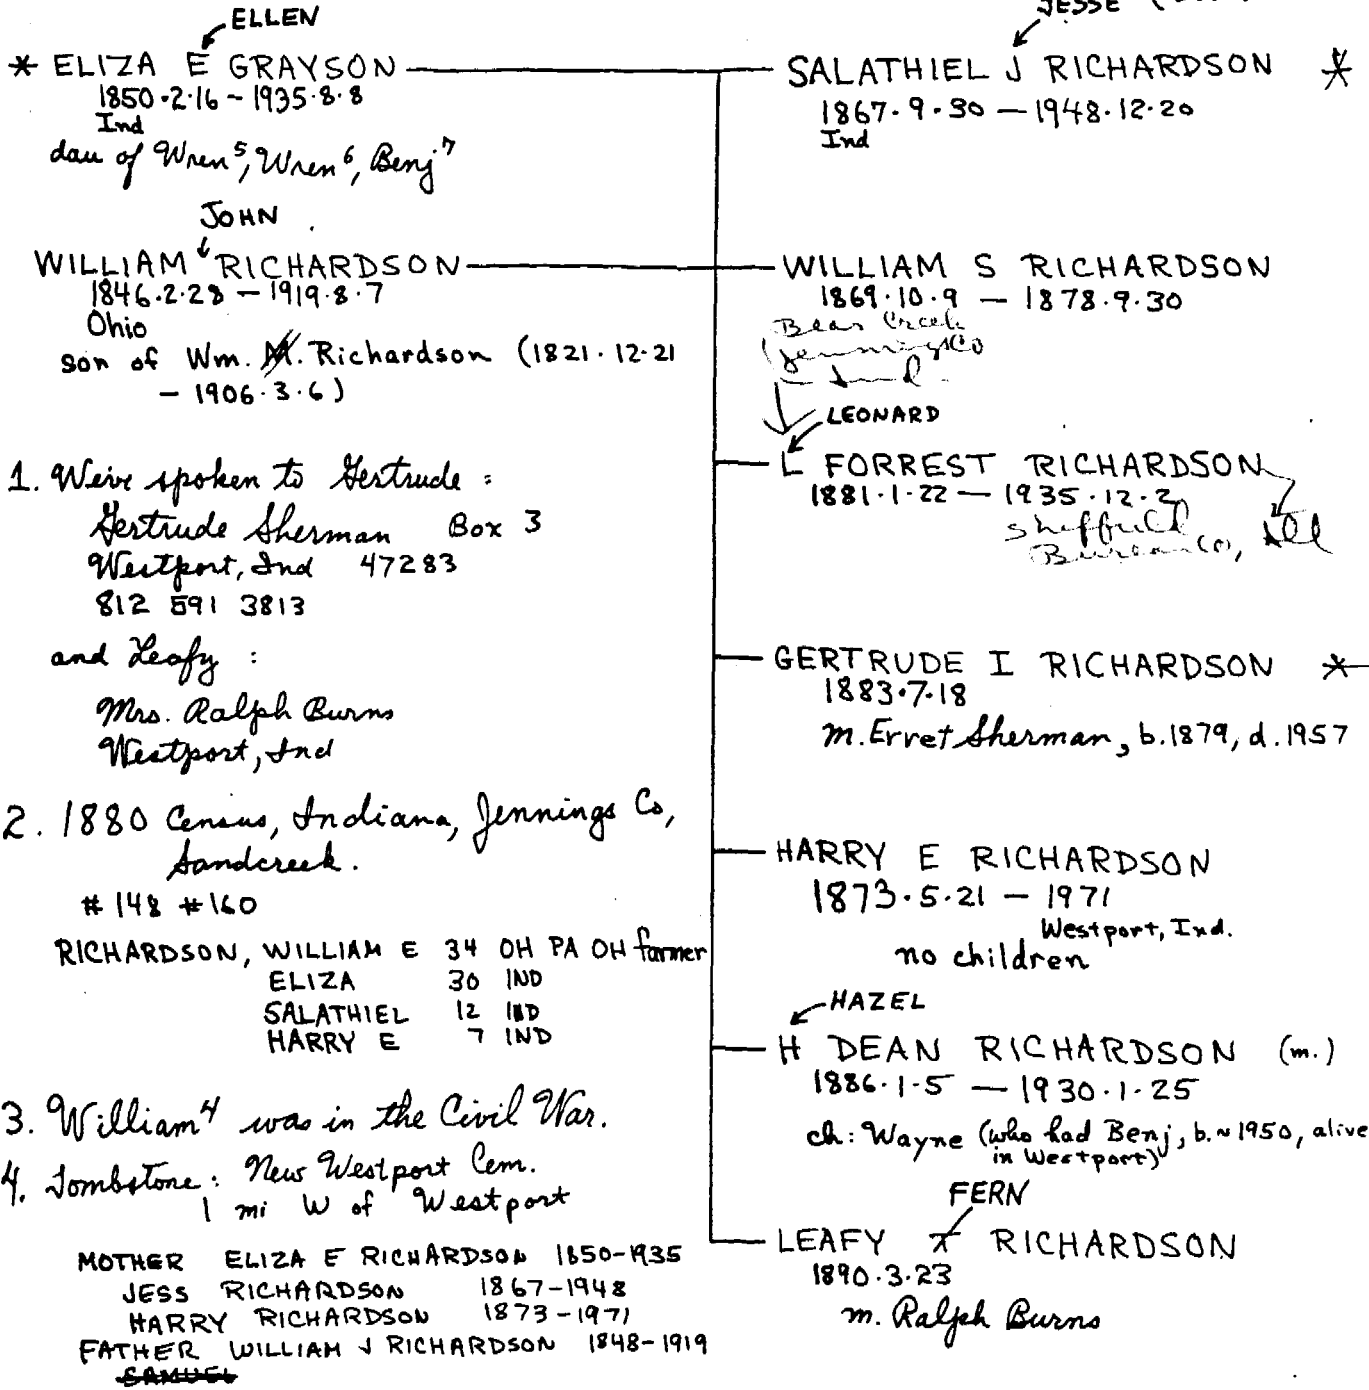 ELLEN
* ELIZA E GRAYSON
1850·2·16 ~ 1935·8·8
Ind
dau of Wren⁵, Wren⁶, Benj⁷
JOHN
WILLIAM RICHARDSON
1846·2·28 — 1919·8·7
Ohio
son of Wm. M. Richardson (1821·12·21
— 1906·3·6)
1. We've spoken to Gertrude :
Gertrude Sherman Box 3
Westport, Ind 47283
812 591 3813
and Leafy :
Mrs. Ralph Burns
Westport, Ind
2. 1880 Census, Indiana, Jennings Co,
Sandcreek.
# 148 # 160
RICHARDSON, WILLIAM E 34 OH PA OH farmer
ELIZA 30 IND
SALATHIEL 12 IND
HARRY E 7 IND
3. William⁴ was in the Civil War.
4. Tombstone: New Westport Cem.
1 mi W of Westport
MOTHER ELIZA E RICHARDSON 1850-1935
JESS RICHARDSON 1867-1948
HARRY RICHARDSON 1873-1971
FATHER WILLIAM J RICHARDSON 1848-1919
SAMUEL
JESSE
SALATHIEL J RICHARDSON *
1867·9·30 — 1948·12·20
Ind
WILLIAM S RICHARDSON
1869·10·9 — 1878·9·30
Bear Creek
Jennings Co
Ind
LEONARD
L FORREST RICHARDSON
1881·1·22 — 1935·12·2
Sheffield
Bureau Co, Ill
GERTRUDE I RICHARDSON *
1883·7·18
m. Erret Sherman, b.1879, d.1957
HARRY E RICHARDSON
1873·5·21 — 1971
Westport, Ind.
no children
HAZEL
H DEAN RICHARDSON (m.)
1886·1·5 — 1930·1·25
ch: Wayne (who had Benj, b.~1950, alive
in Westport)
FERN
LEAFY F RICHARDSON
1890·3·23
m. Ralph Burns